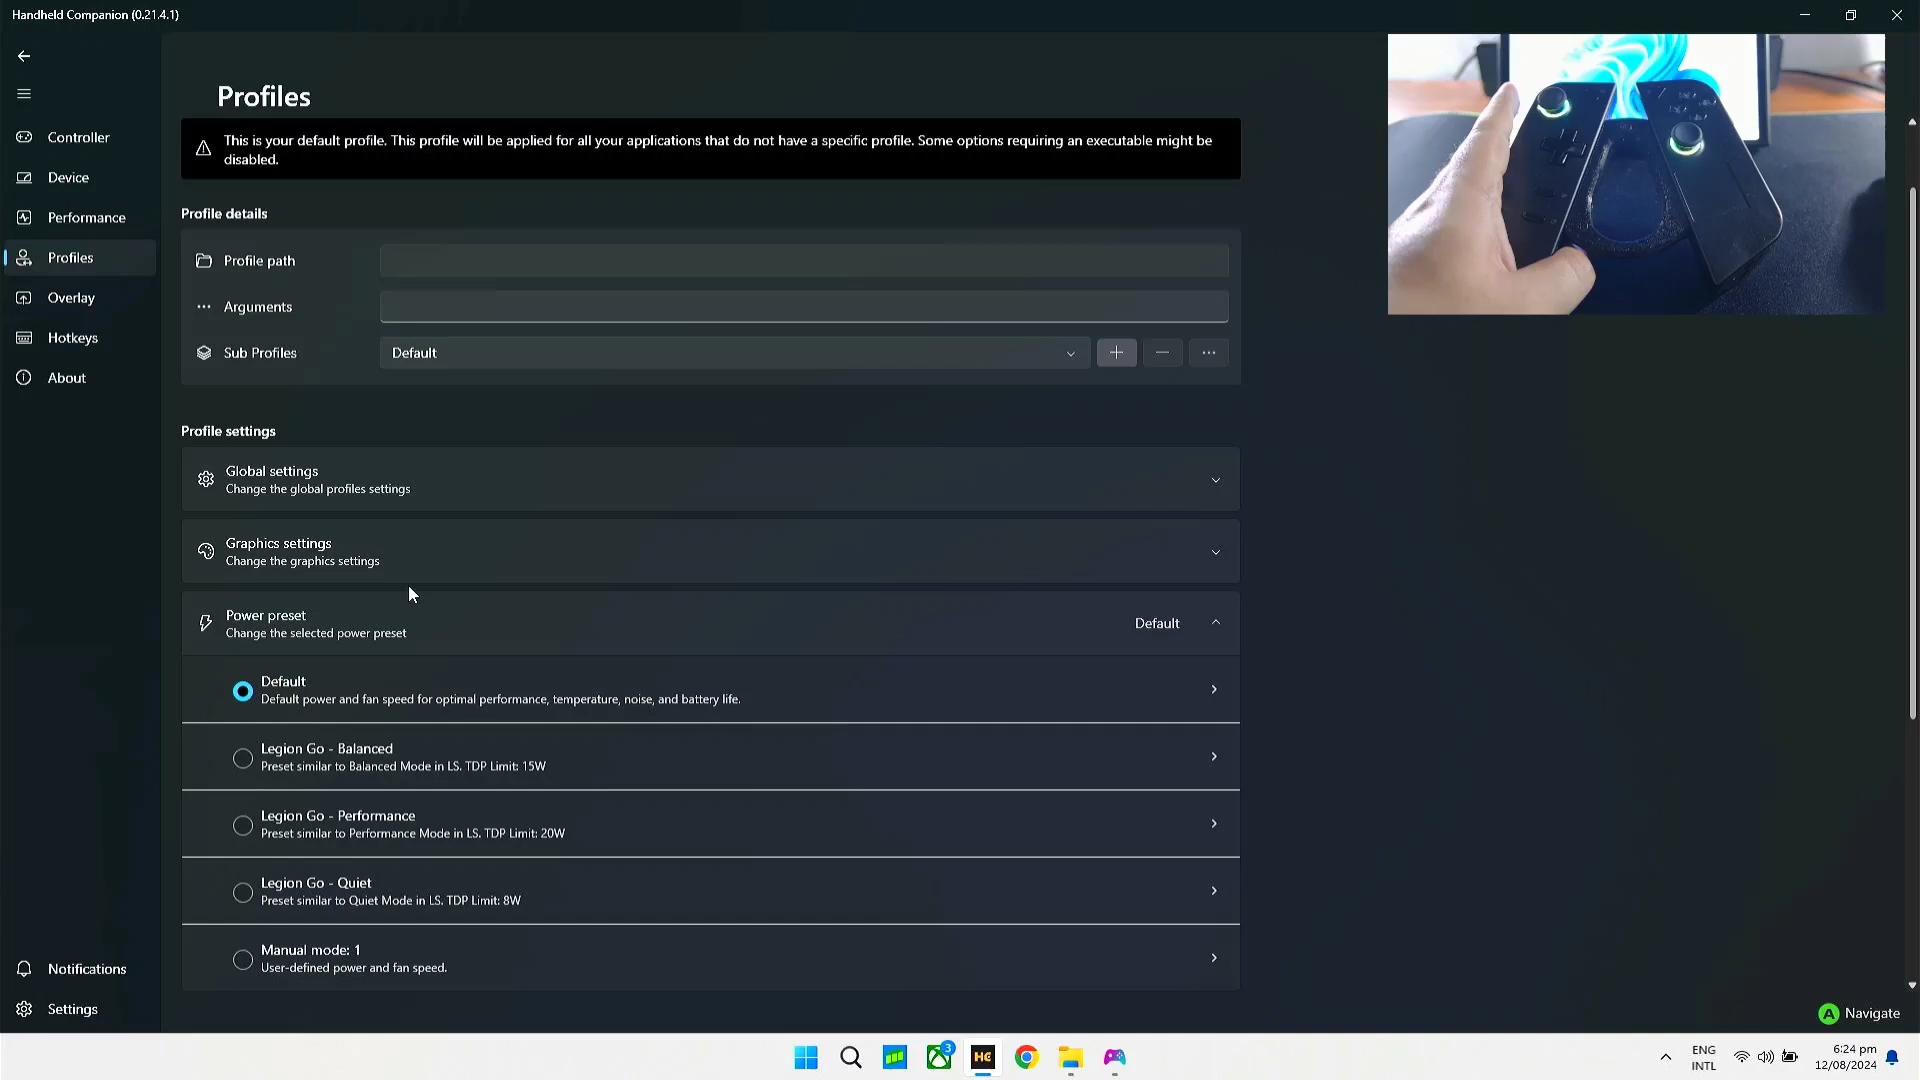 Handheld Companion (0.21.4.1)
Controller
Device
Performance
Profiles
Overlay
Hotkeys
About
Notifications
Settings
Profiles
This is your default profile. This profile will be applied for all your applications that do not have a specific profile. Some options requiring an executable might be
disabled.
Profile details
Profile path
Arguments
Sub Profiles
Default
Profile settings
Global settings
Change the global profiles settings
Graphics settings
Change the graphics settings
Power preset
Change the selected power preset
Default
Default
Default power and fan speed for optimal performance, temperature, noise, and battery life.
Legion Go - Balanced
Preset similar to Balanced Mode in LS. TDP Limit: 15W
Legion Go - Performance
Preset similar to Performance Mode in LS. TDP Limit: 20W
Legion Go - Quiet
Preset similar to Quiet Mode in LS. TDP Limit: 8W
Manual mode: 1
User-defined power and fan speed.
A Navigate
3
HC
ENG
INTL
6:24 pm
12/08/2024